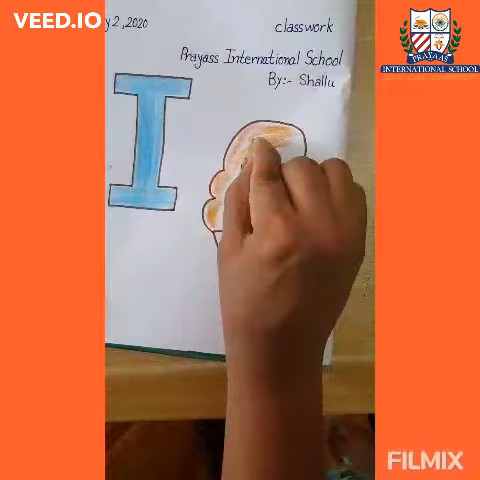 VEED.IO
y 2, 2020
classwork
Prayass International School
By:- Shallu
I
PRAYAAS
INTERNATIONAL SCHOOL
FILMIX